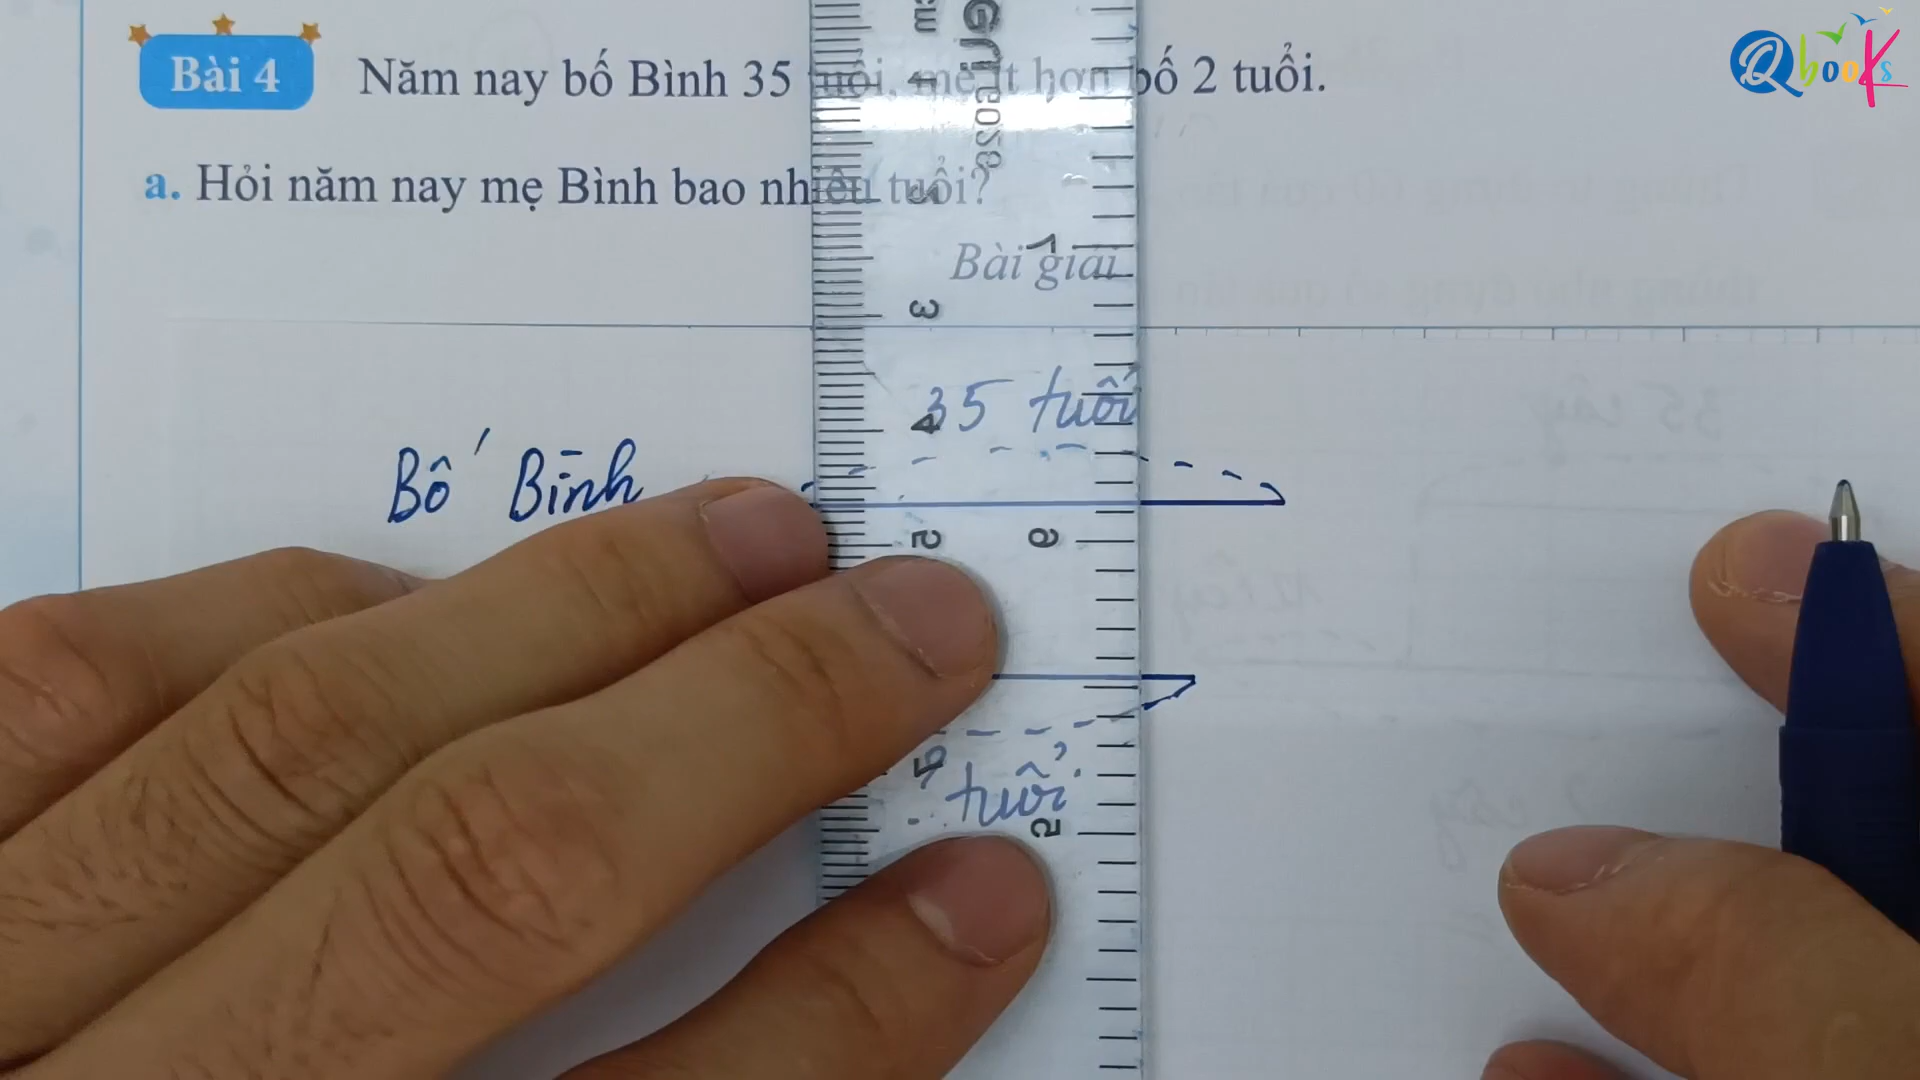 Qbooks
Bài 4 Năm nay bố Bình 35 tuổi, mẹ ít hơn bố 2 tuổi.
a. Hỏi năm nay mẹ Bình bao nhiêu tuổi?
Bài giải
35 tuổi
Bố Bình
tuổi